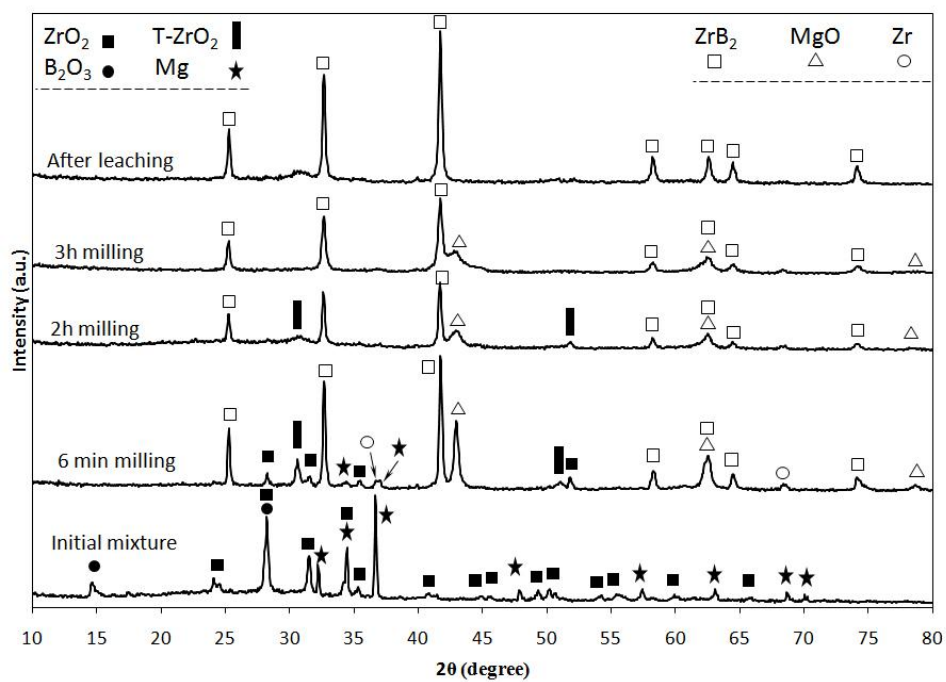 ZrO₂ T-ZrO₂ ZrB₂ MgO Zr
B₂O₃ Mg
After leaching
3h milling
2h milling
6 min milling
Initial mixture
Intensity (a.u.)
10 15 20 25 30 35 40 45 50 55 60 65 70 75 80
2θ (degree)